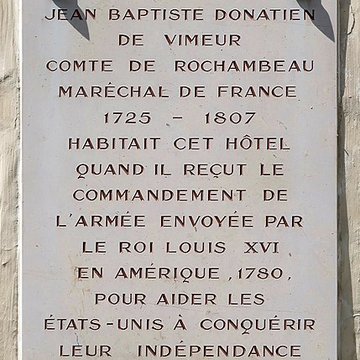 JEAN BAPTISTE DONATIEN
DE VIMEUR
COMTE DE ROCHAMBEAU
MARÉCHAL DE FRANCE
1725 - 1807
HABITAIT CET HÔTEL
QUAND IL REÇUT LE
COMMANDEMENT DE
L'ARMÉE ENVOYÉE PAR
LE ROI LOUIS XVI
EN AMÉRIQUE, 1780,
POUR AIDER LES
ÉTATS-UNIS À CONQUÉRIR
LEUR INDÉPENDANCE